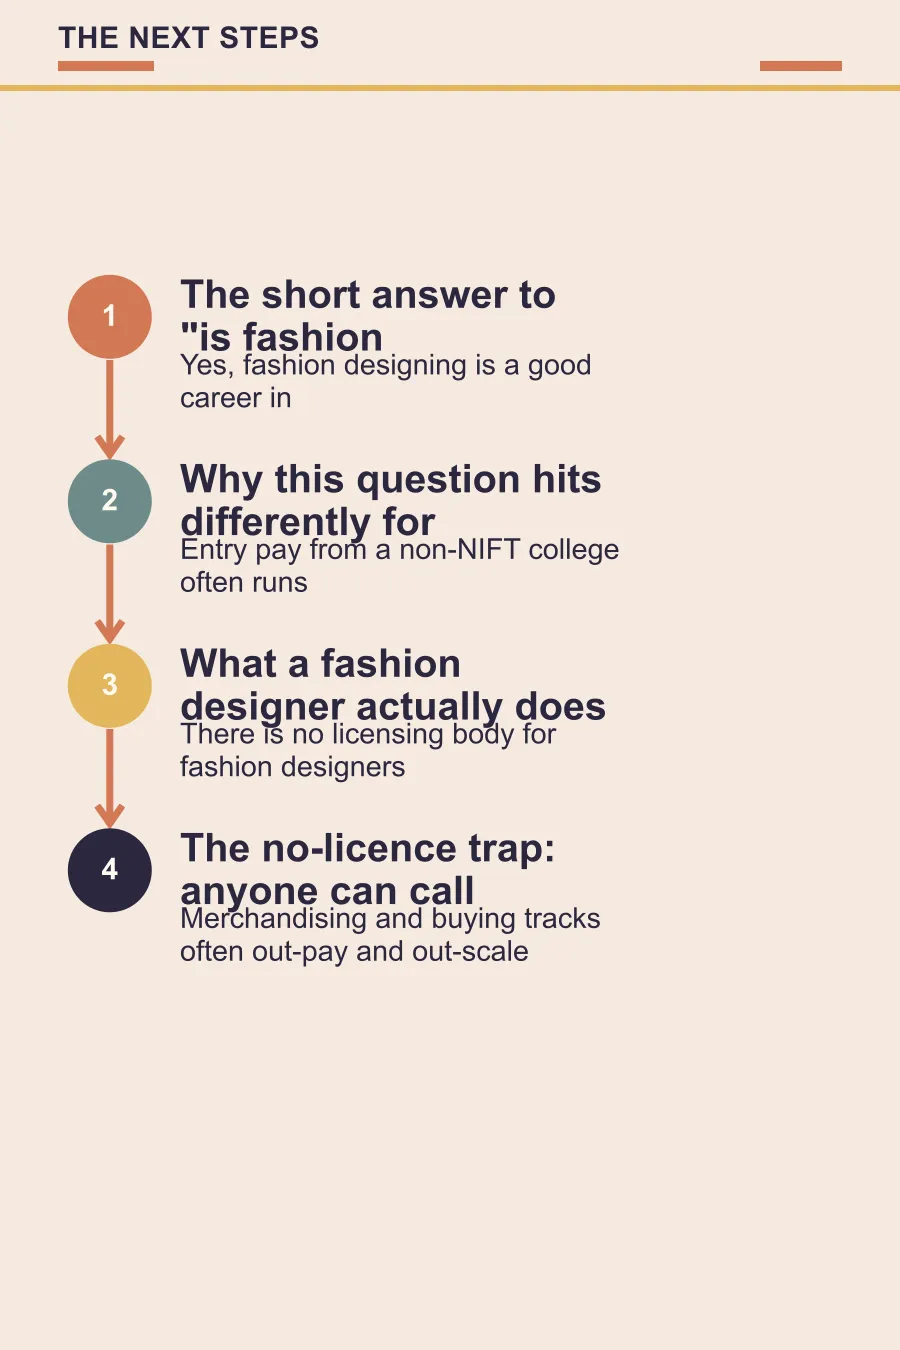 THE NEXT STEPS
1
The short answer to
"is fashion
Yes, fashion designing is a good
career in
2
Why this question hits
differently for
Entry pay from a non-NIFT college
often runs
3
What a fashion
designer actually does
There is no licensing body for
fashion designers
4
The no-licence trap:
anyone can call
Merchandising and buying tracks
often out-pay and out-scale